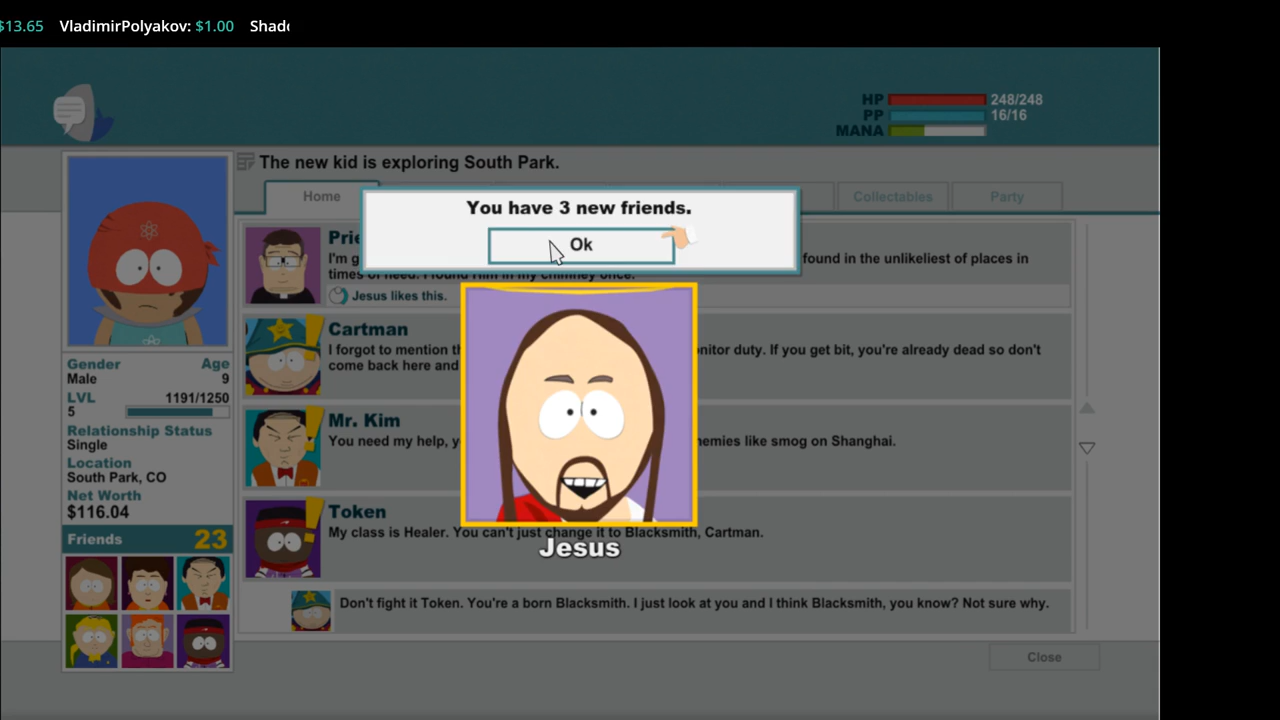 $13.65 VladimirPolyakov: $1.00 Shado
HP 248/248
PP 16/16
MANA
The new kid is exploring South Park.
Home Collectables Party
You have 3 new friends.
Ok
I'm found in the unlikeliest of places in
times of need. I found Him in my chimney once.
Jesus likes this.
Cartman
I forgot to mention nitor duty. If you get bit, you're already dead so don't
come back here and
Mr. Kim
You need my help, nemies like smog on Shanghai.
Token
My class is Healer. You can't just change it to Blacksmith, Cartman.
Don't fight it Token. You're a born Blacksmith. I just look at you and I think Blacksmith, you know? Not sure why.
Jesus
Gender Age
Male 9
LVL 1191/1250
5
Relationship Status
Single
Location
South Park, CO
Net Worth
$116.04
Friends 23
Close